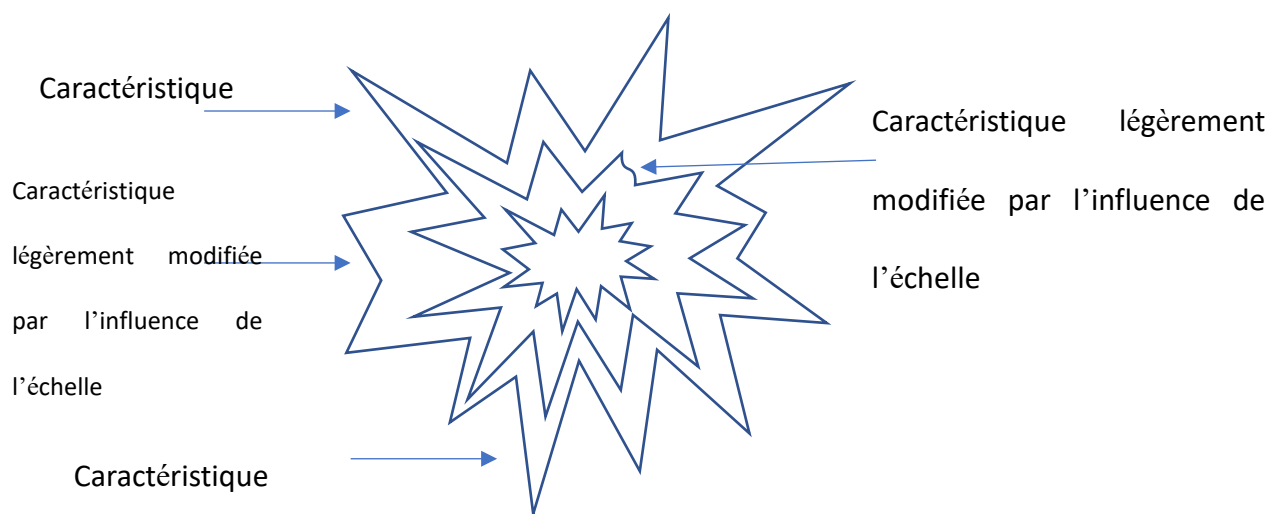 Caractéristique
Caractéristique
légèrement modifiée
par l’influence de
l’échelle
Caractéristique
Caractéristique légèrement
modifiée par l’influence de
l’échelle